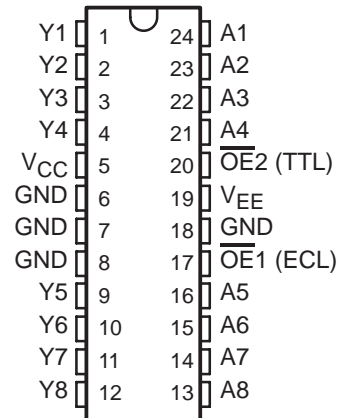 Y1 1 24 A1
Y2 2 23 A2
Y3 3 22 A3
Y4 4 21 A4
VCC 5 20 OE2 (TTL)
GND 6 19 VEE
GND 7 18 GND
GND 8 17 OE1 (ECL)
Y5 9 16 A5
Y6 10 15 A6
Y7 11 14 A7
Y8 12 13 A8